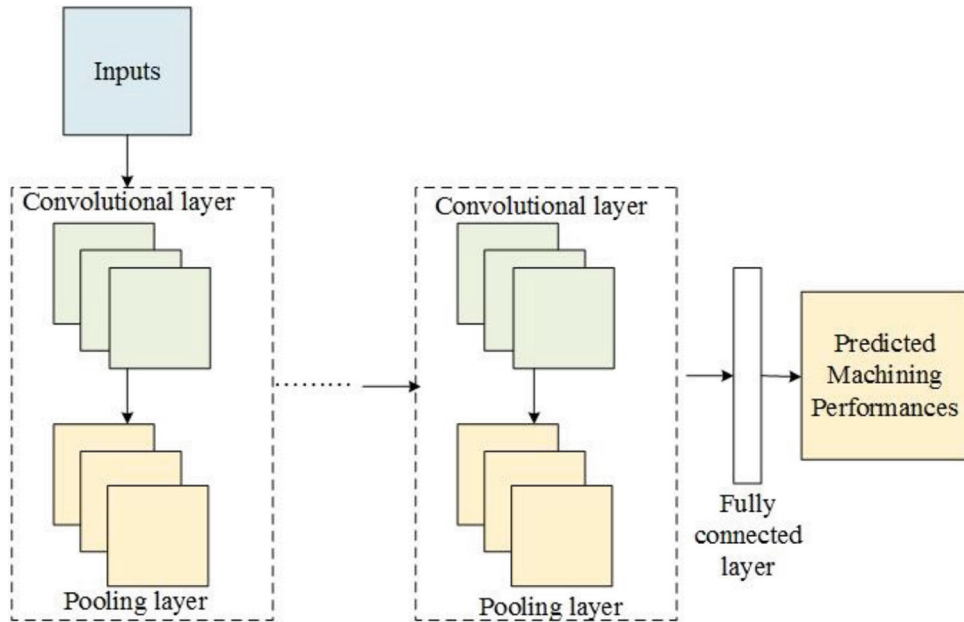 Inputs
Convolutional layer
Pooling layer
Convolutional layer
Pooling layer
Fully
connected
layer
Predicted
Machining
Performances